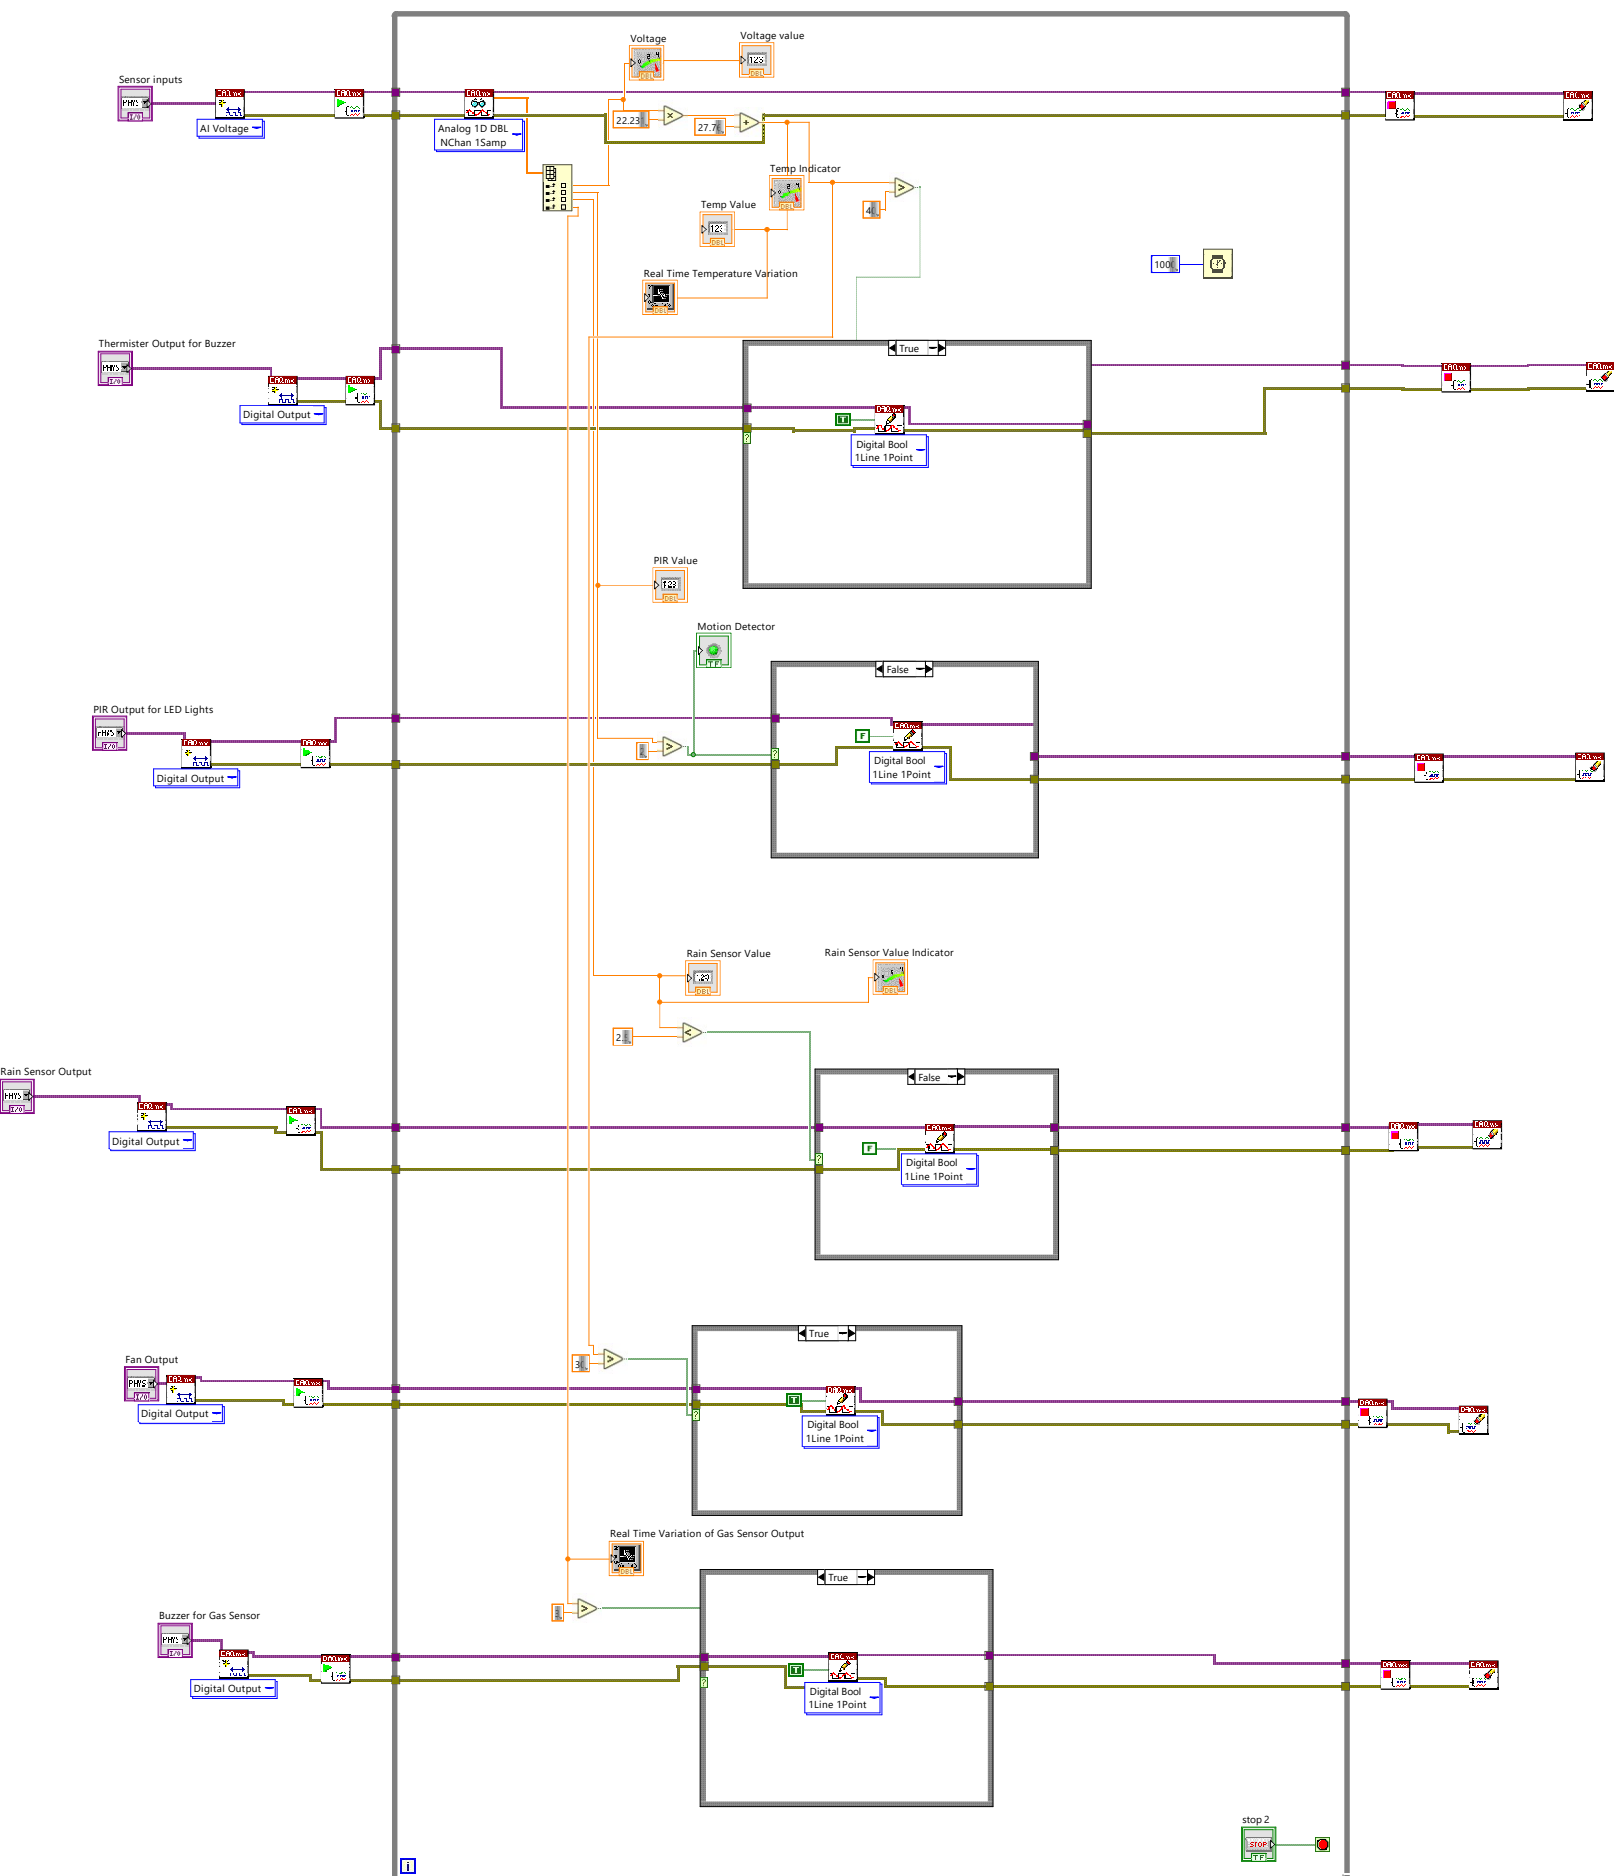 Voltage
Voltage value
Sensor inputs
AI Voltage
Analog 1D DBL
NChan 1Samp
22.23
27.7
Temp Indicator
Temp Value
Real Time Temperature Variation
Thermister Output for Buzzer
True
Digital Output
T
Digital Bool
1Line 1Point
PIR Value
Motion Detector
False
PIR Output for LED Lights
F
Digital Output
Digital Bool
1Line 1Point
Rain Sensor Value
Rain Sensor Value Indicator
Rain Sensor Output
False
Digital Output
F
Digital Bool
1Line 1Point
True
Fan Output
Digital Output
T
Digital Bool
1Line 1Point
Real Time Variation of Gas Sensor Output
True
Buzzer for Gas Sensor
Digital Output
T
Digital Bool
1Line 1Point
stop 2
STOP
TF
i